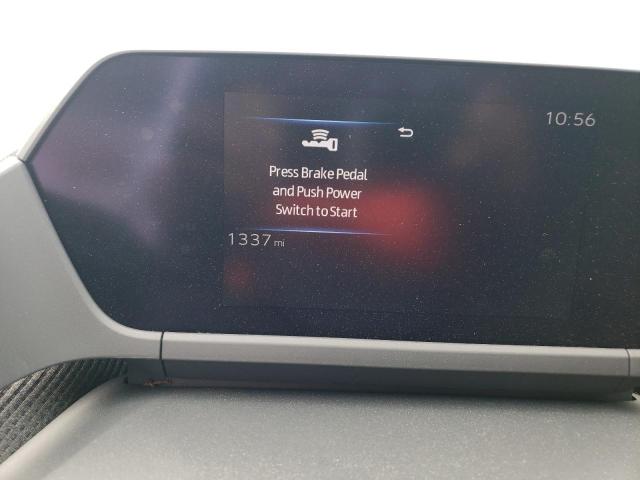 10:56
Press Brake Pedal
and Push Power
Switch to Start
1337 mi